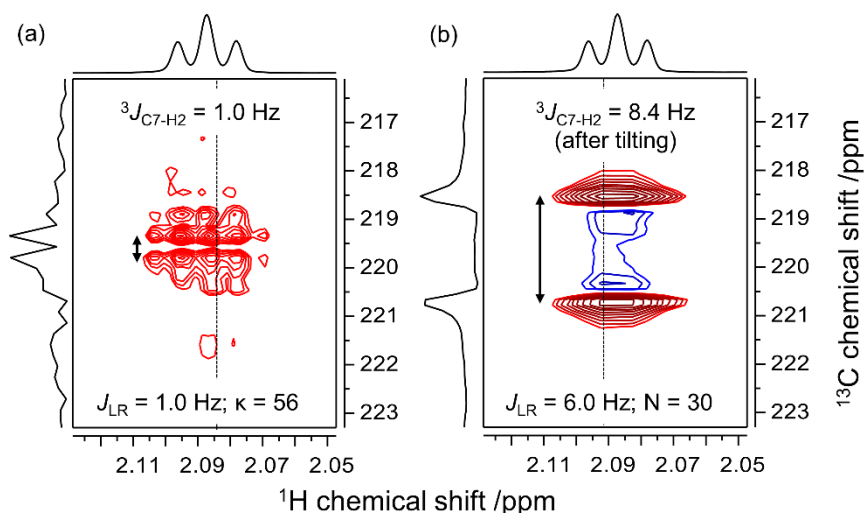 (a)
³J_C7-H2 = 1.0 Hz
J_LR = 1.0 Hz; κ = 56
217
218
219
220
221
222
223
2.11 2.09 2.07 2.05
(b)
³J_C7-H2 = 8.4 Hz
(after tilting)
J_LR = 6.0 Hz; N = 30
217
218
219
220
221
222
223
2.11 2.09 2.07 2.05
¹³C chemical shift /ppm
¹H chemical shift /ppm